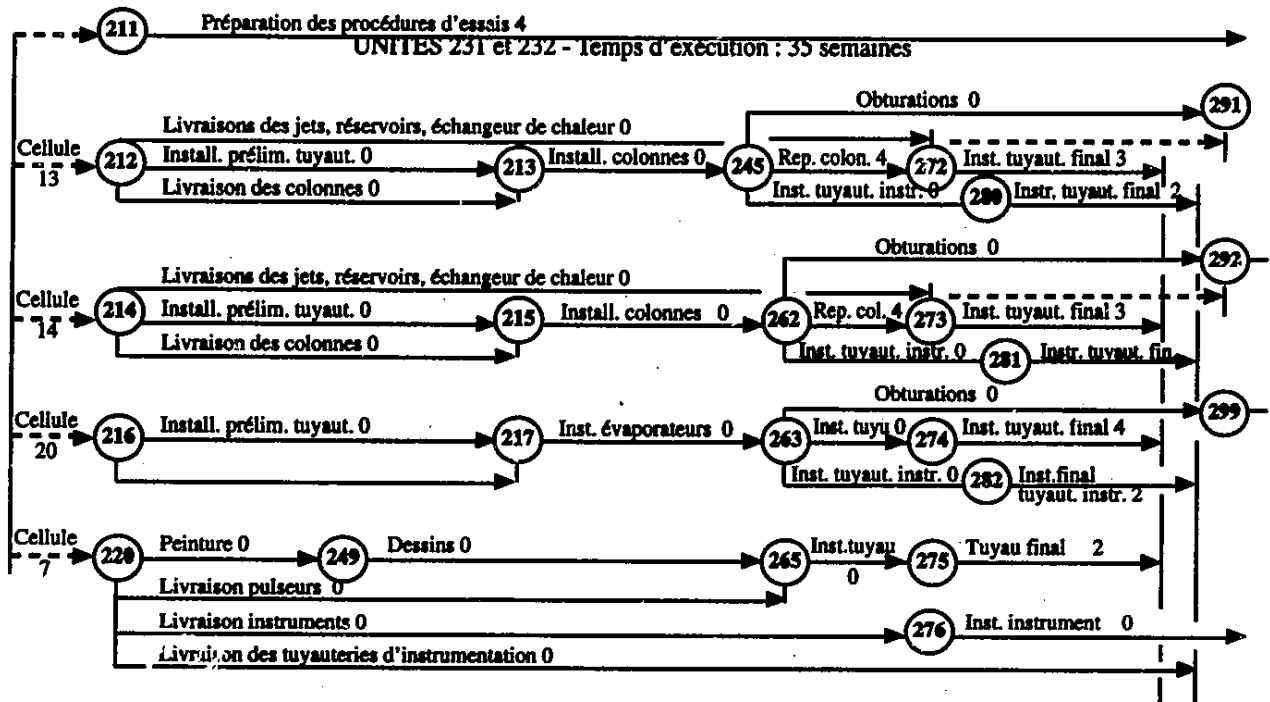 211 Préparation des procédures d'essais 4
UNITES 231 et 232 - Temps d'exécution : 35 semaines
Obturations 0 291
Livraisons des jets, réservoirs, échangeur de chaleur 0
Cellule 13 212 Install. prélim. tuyaut. 0 213 Install. colonnes 0 245 Rep. colon. 4 272 Inst. tuyaut. final 3
Livraison des colonnes 0 Inst. tuyaut. instr. 0 280 Instr, tuyaut. final 2
Obturations 0 292
Livraisons des jets, réservoirs, échangeur de chaleur 0
Cellule 14 214 Install. prélim. tuyaut. 0 215 Install. colonnes 0 262 Rep. col. 4 273 Inst. tuyaut. final 3
Livraison des colonnes 0 Inst. tuyaut. instr. 0 281 Instr. tuyaut. fin
Obturations 0 299
Cellule 20 216 Install. prélim. tuyaut. 0 217 Inst. évaporateurs 0 263 Inst. tuyu 0 274 Inst. tuyaut. final 4
Inst. tuyaut. instr. 0 282 Inst.final tuyaut. instr. 2
Cellule 7 220 Peinture 0 249 Dessins 0 265 Inst.tuyau 0 275 Tuyau final 2
Livraison pulseurs 0
Livraison instruments 0 276 Inst. instrument 0
Livraison des tuyauteries d'instrumentation 0